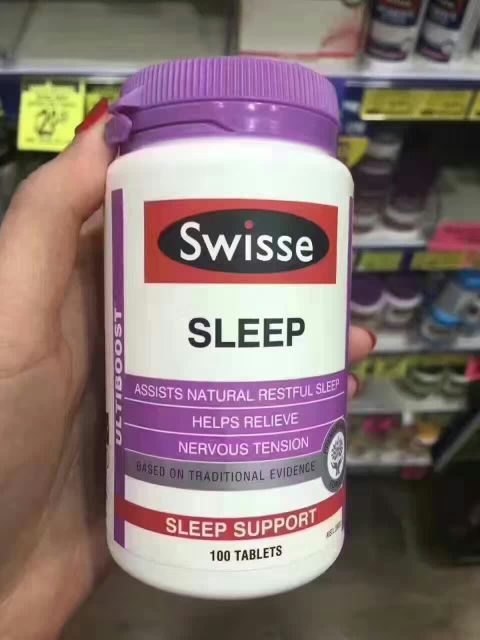 Swisse
SLEEP
ULTIBOOST
ASSISTS NATURAL RESTFUL SLEEP
HELPS RELIEVE
NERVOUS TENSION
BASED ON TRADITIONAL EVIDENCE
SLEEP SUPPORT
100 TABLETS